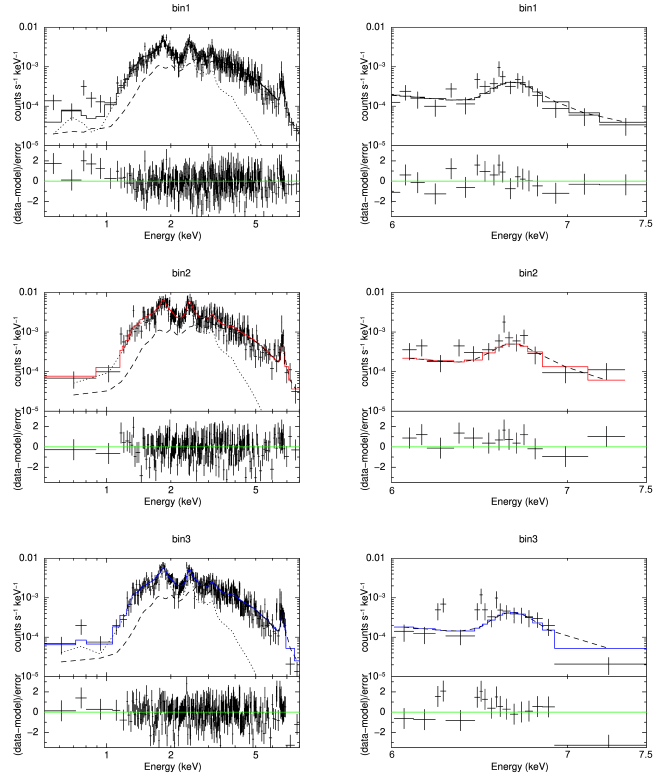 bin1
0.01
10⁻³
10⁻⁴
10⁻⁵
counts s⁻¹ keV⁻¹
2
0
−2
(data−model)/error
1
2
5
Energy (keV)
bin1
0.01
10⁻³
10⁻⁴
10⁻⁵
counts s⁻¹ keV⁻¹
2
0
−2
(data−model)/error
6
7
7.5
Energy (keV)
bin2
0.01
10⁻³
10⁻⁴
10⁻⁵
counts s⁻¹ keV⁻¹
2
0
−2
(data−model)/error
1
2
5
Energy (keV)
bin2
0.01
10⁻³
10⁻⁴
10⁻⁵
counts s⁻¹ keV⁻¹
2
0
−2
(data−model)/error
6
7
7.5
Energy (keV)
bin3
0.01
10⁻³
10⁻⁴
10⁻⁵
counts s⁻¹ keV⁻¹
2
0
−2
(data−model)/error
1
2
5
Energy (keV)
bin3
0.01
10⁻³
10⁻⁴
10⁻⁵
counts s⁻¹ keV⁻¹
2
0
−2
(data−model)/error
6
7
7.5
Energy (keV)